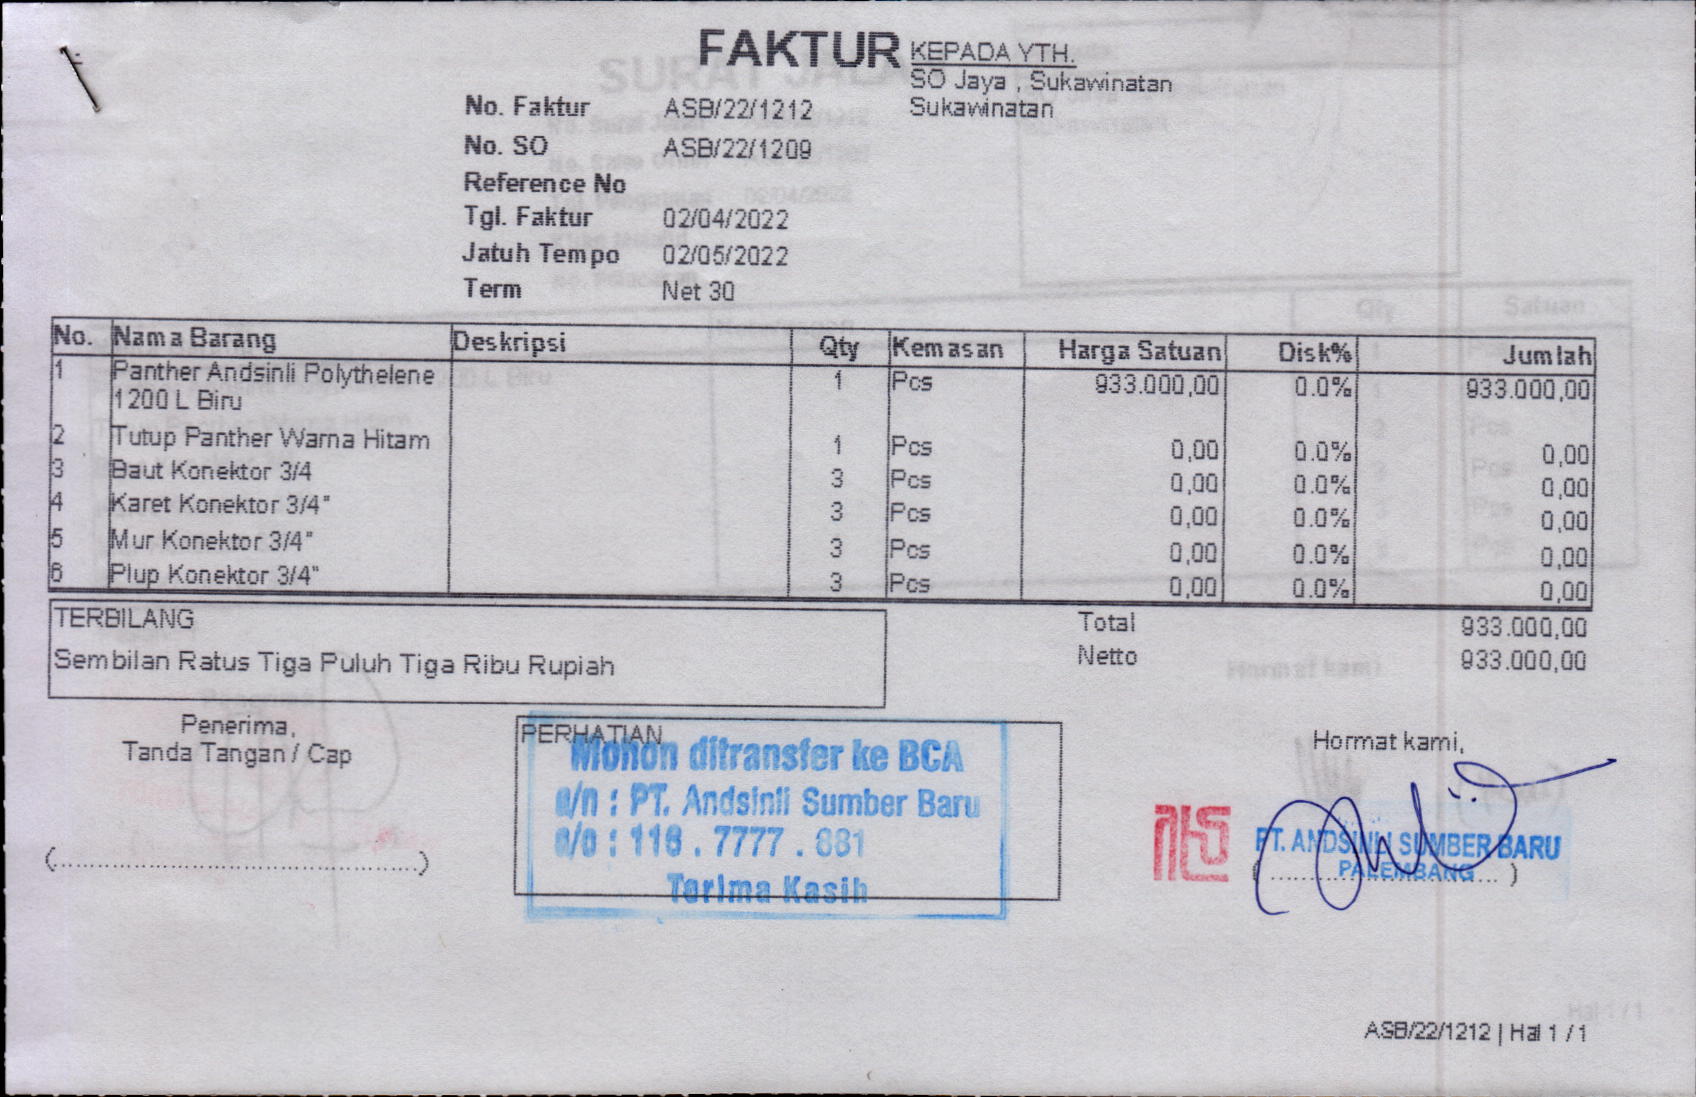 FAKTUR
KEPADA YTH.
SO Jaya , Sukawinatan
Sukawinatan
No. Faktur ASB/22/1212
No. SO ASB/22/1209
Reference No
Tgl. Faktur 02/04/2022
Jatuh Tempo 02/05/2022
Term Net 30
No. Nama Barang Deskripsi Qty Kemasan Harga Satuan Disk% Jumlah
1 Panther Andsinli Polythelene 1 Pcs 933.000,00 0.0% 933.000,00
1200 L Biru
2 Tutup Panther Warna Hitam 1 Pcs 0,00 0.0% 0,00
3 Baut Konektor 3/4 3 Pcs 0,00 0.0% 0,00
4 Karet Konektor 3/4" 3 Pcs 0,00 0.0% 0,00
5 Mur Konektor 3/4" 3 Pcs 0,00 0.0% 0,00
6 Plup Konektor 3/4" 3 Pcs 0,00 0.0% 0,00
TERBILANG
Sembilan Ratus Tiga Puluh Tiga Ribu Rupiah
Total 933.000,00
Netto 933.000,00
Penerima,
Tanda Tangan / Cap
(..........................................)
PERHATIAN
Mohon ditransfer ke BCA
a/n : PT. Andsinli Sumber Baru
a/c : 116 . 7777 . 881
Terima Kasih
Hormat kami,
PT. ANDSINLI SUMBER BARU
PALEMBANG
ASB/22/1212 | Hal 1 / 1